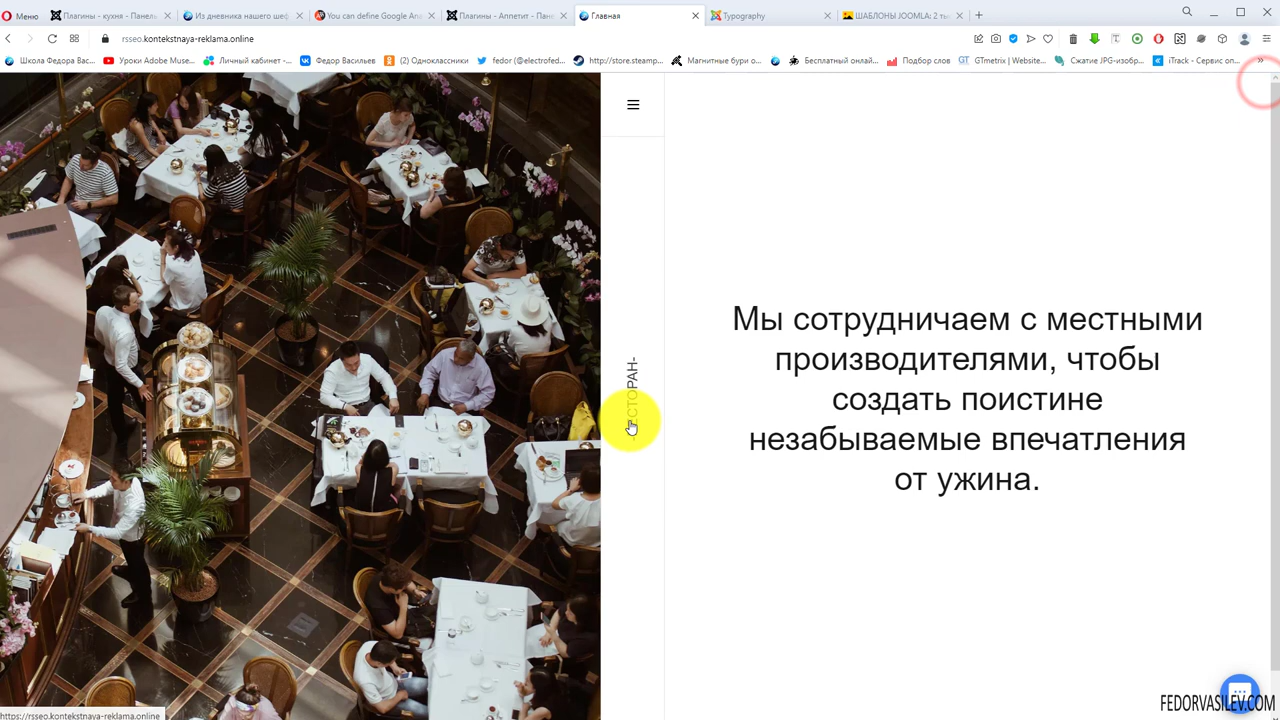 Меню
Плагины - кухня - Панель
Из дневника нашего шеф
You can define Google An
Плагины - Аппетит - Пане
Главная
Typography
ШАБЛОНЫ JOOMLA: 2 ты
rsseo.kontekstnaya-reklama.online
Школа Федора Вас...
Уроки Adobe Muse...
Личный кабинет -...
Федор Васильев
(2) Одноклассники
fedor (@electrofed...
http://store.steamp...
Магнитные бури о...
Бесплатный онлай...
Подбор слов
GTmetrix | Website...
Сжатие JPG-изобр...
iTrack - Сервис оп...
Мы сотрудничаем с местными
производителями, чтобы
создать поистине
незабываемые впечатления
от ужина.
https://rsseo.kontekstnaya-reklama.online
FEDORVASILEV.COM